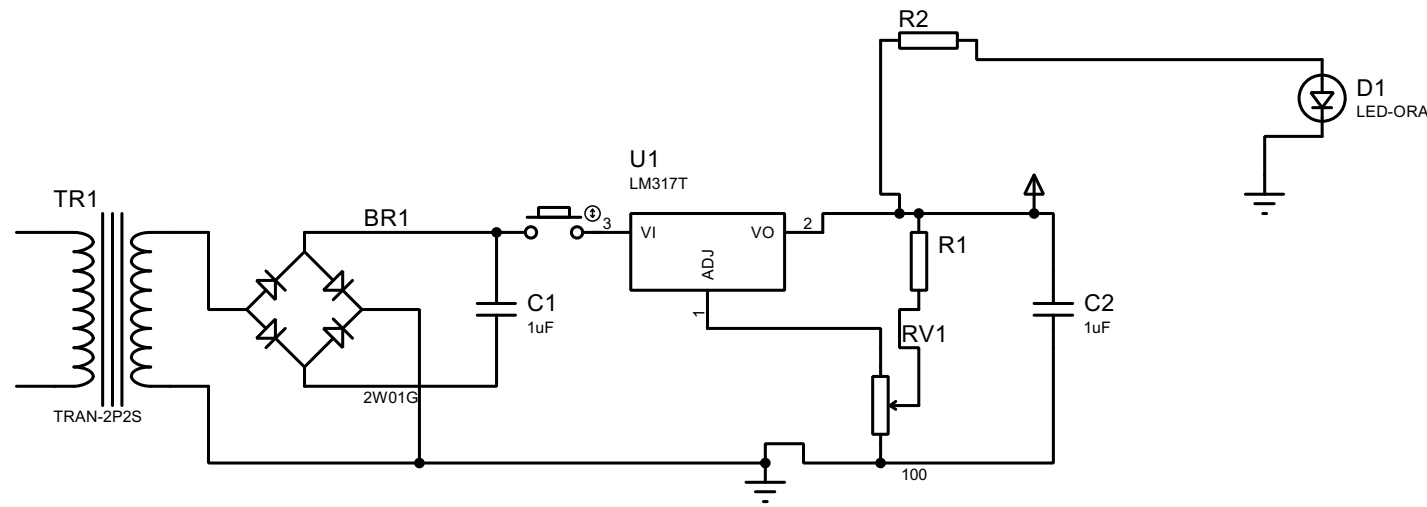 R2
D1
LED-ORA
U1
LM317T
TR1
BR1
3
VI
VO
2
ADJ
R1
C1
1uF
C2
1uF
1
RV1
2W01G
TRAN-2P2S
100